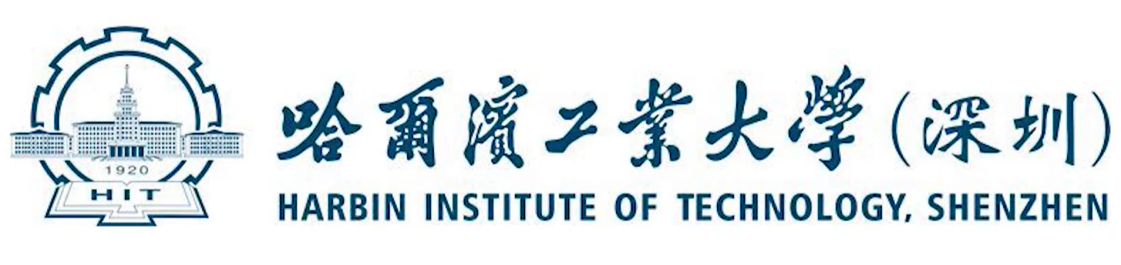 1920
HIT
哈爾濱工業大學(深圳)
HARBIN INSTITUTE OF TECHNOLOGY, SHENZHEN